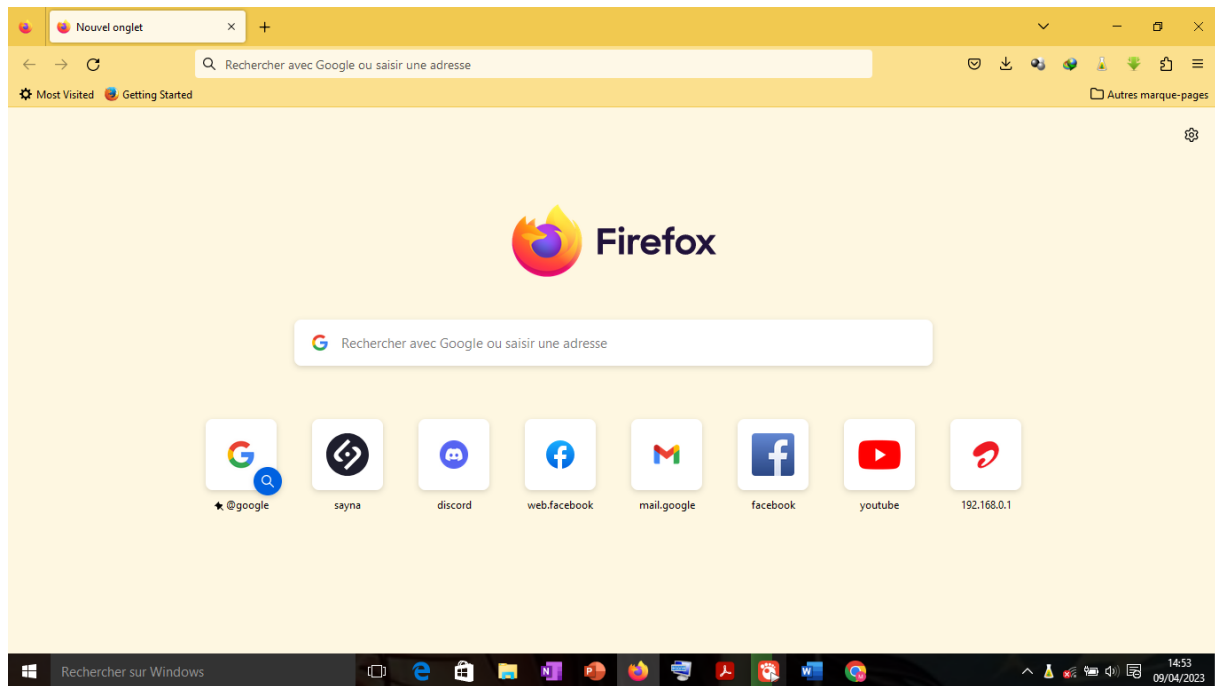 Nouvel onglet
Rechercher avec Google ou saisir une adresse
Most Visited Getting Started Autres marque-pages
Firefox
Rechercher avec Google ou saisir une adresse
@google sayna discord web.facebook mail.google facebook youtube 192.168.0.1
Rechercher sur Windows
14:53
09/04/2023